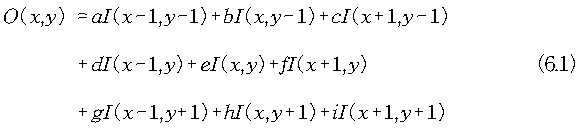 O(x,y) = aI(x−1,y−1)+bI(x,y−1)+cI(x+1,y−1)
+dI(x−1,y)+eI(x,y)+fI(x+1,y) (6.1)
+gI(x−1,y+1)+hI(x,y+1)+iI(x+1,y+1)